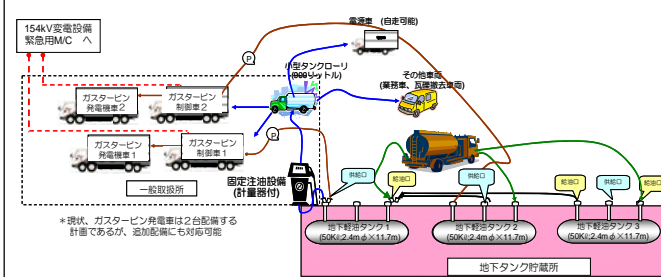 154kV変電設備
緊急用M/C へ
電源車 (自走可能)
小型タンクローリ
(900リットル)
その他車両
(業務車、瓦礫撤去車両)
P
ガスタービン
発電機車2
ガスタービン
制御車2
ガスタービン
発電機車1
ガスタービン
制御車1
P
一般取扱所
固定注油設備
(計量器付)
供給口
給油口
供給口
給油口
供給口
給油口
*現状、ガスタービン発電車は2台配備する
計画であるが、追加配備にも対応可能
地下軽油タンク1
(50Kℓ;2.4mφ×11.7m)
地下軽油タンク2
(50Kℓ;2.4mφ×11.7m)
地下軽油タンク3
(50Kℓ;2.4mφ×11.7m)
地下タンク貯蔵所